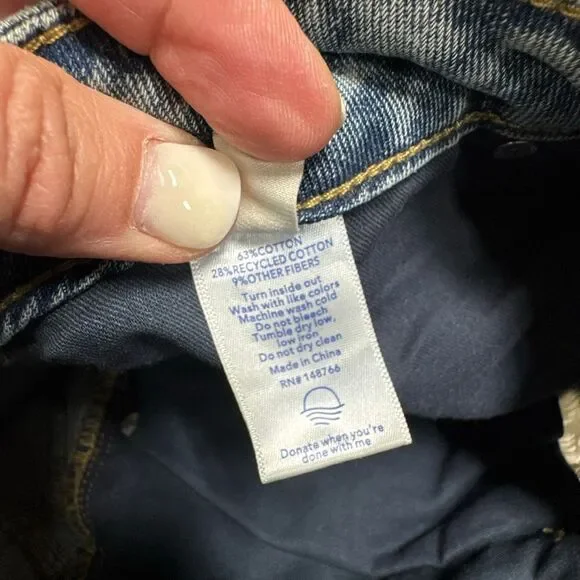 63% COTTON
28% RECYCLED COTTON
9% OTHER FIBERS
Turn inside out
Wash with like colors
Machine wash cold
Do not bleach
Tumble dry low,
low iron
Do not dry clean
Made in China
RN# 148766
Donate when you're
done with me